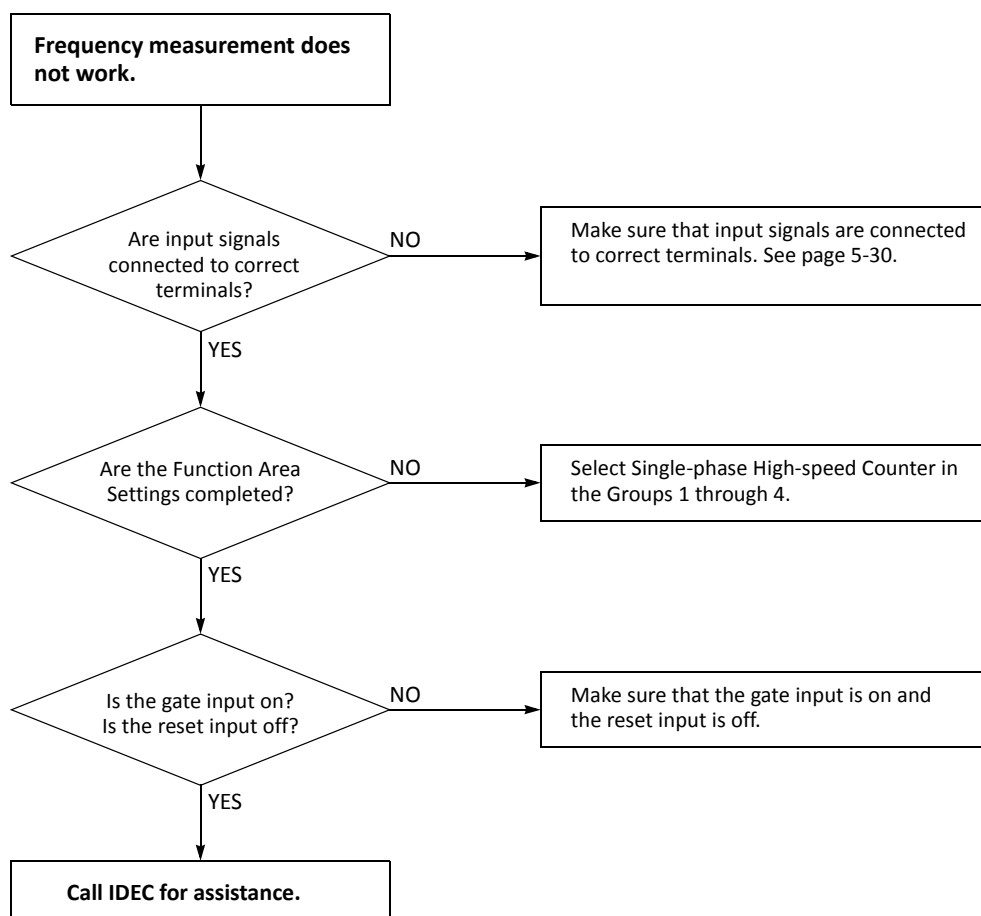 Frequency measurement does
not work.
Are input signals
connected to correct
terminals?
NO
Make sure that input signals are connected
to correct terminals. See page 5-30.
YES
Are the Function Area
Settings completed?
NO
Select Single-phase High-speed Counter in
the Groups 1 through 4.
YES
Is the gate input on?
Is the reset input off?
NO
Make sure that the gate input is on and
the reset input is off.
YES
Call IDEC for assistance.